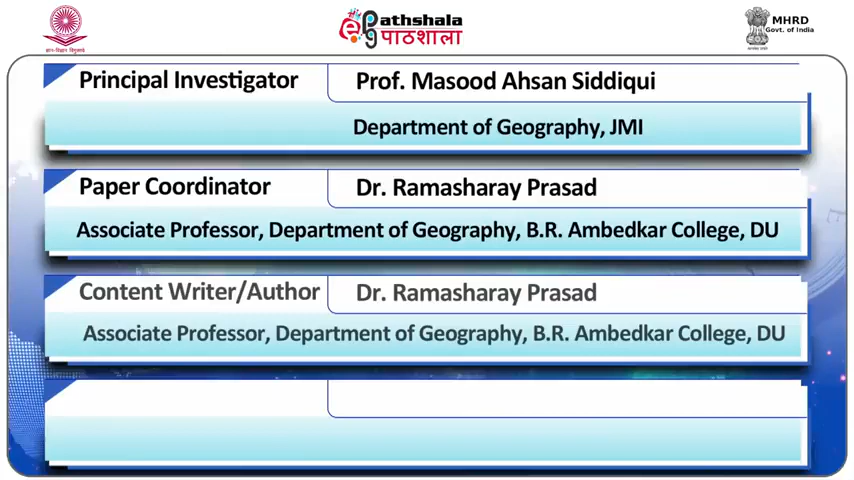 ज्ञान-विज्ञान विमुक्तये
ePathshala
पाठशाला
MHRD
Govt. of India
Principal Investigator
Prof. Masood Ahsan Siddiqui
Department of Geography, JMI
Paper Coordinator
Dr. Ramasharay Prasad
Associate Professor, Department of Geography, B.R. Ambedkar College, DU
Content Writer/Author
Dr. Ramasharay Prasad
Associate Professor, Department of Geography, B.R. Ambedkar College, DU